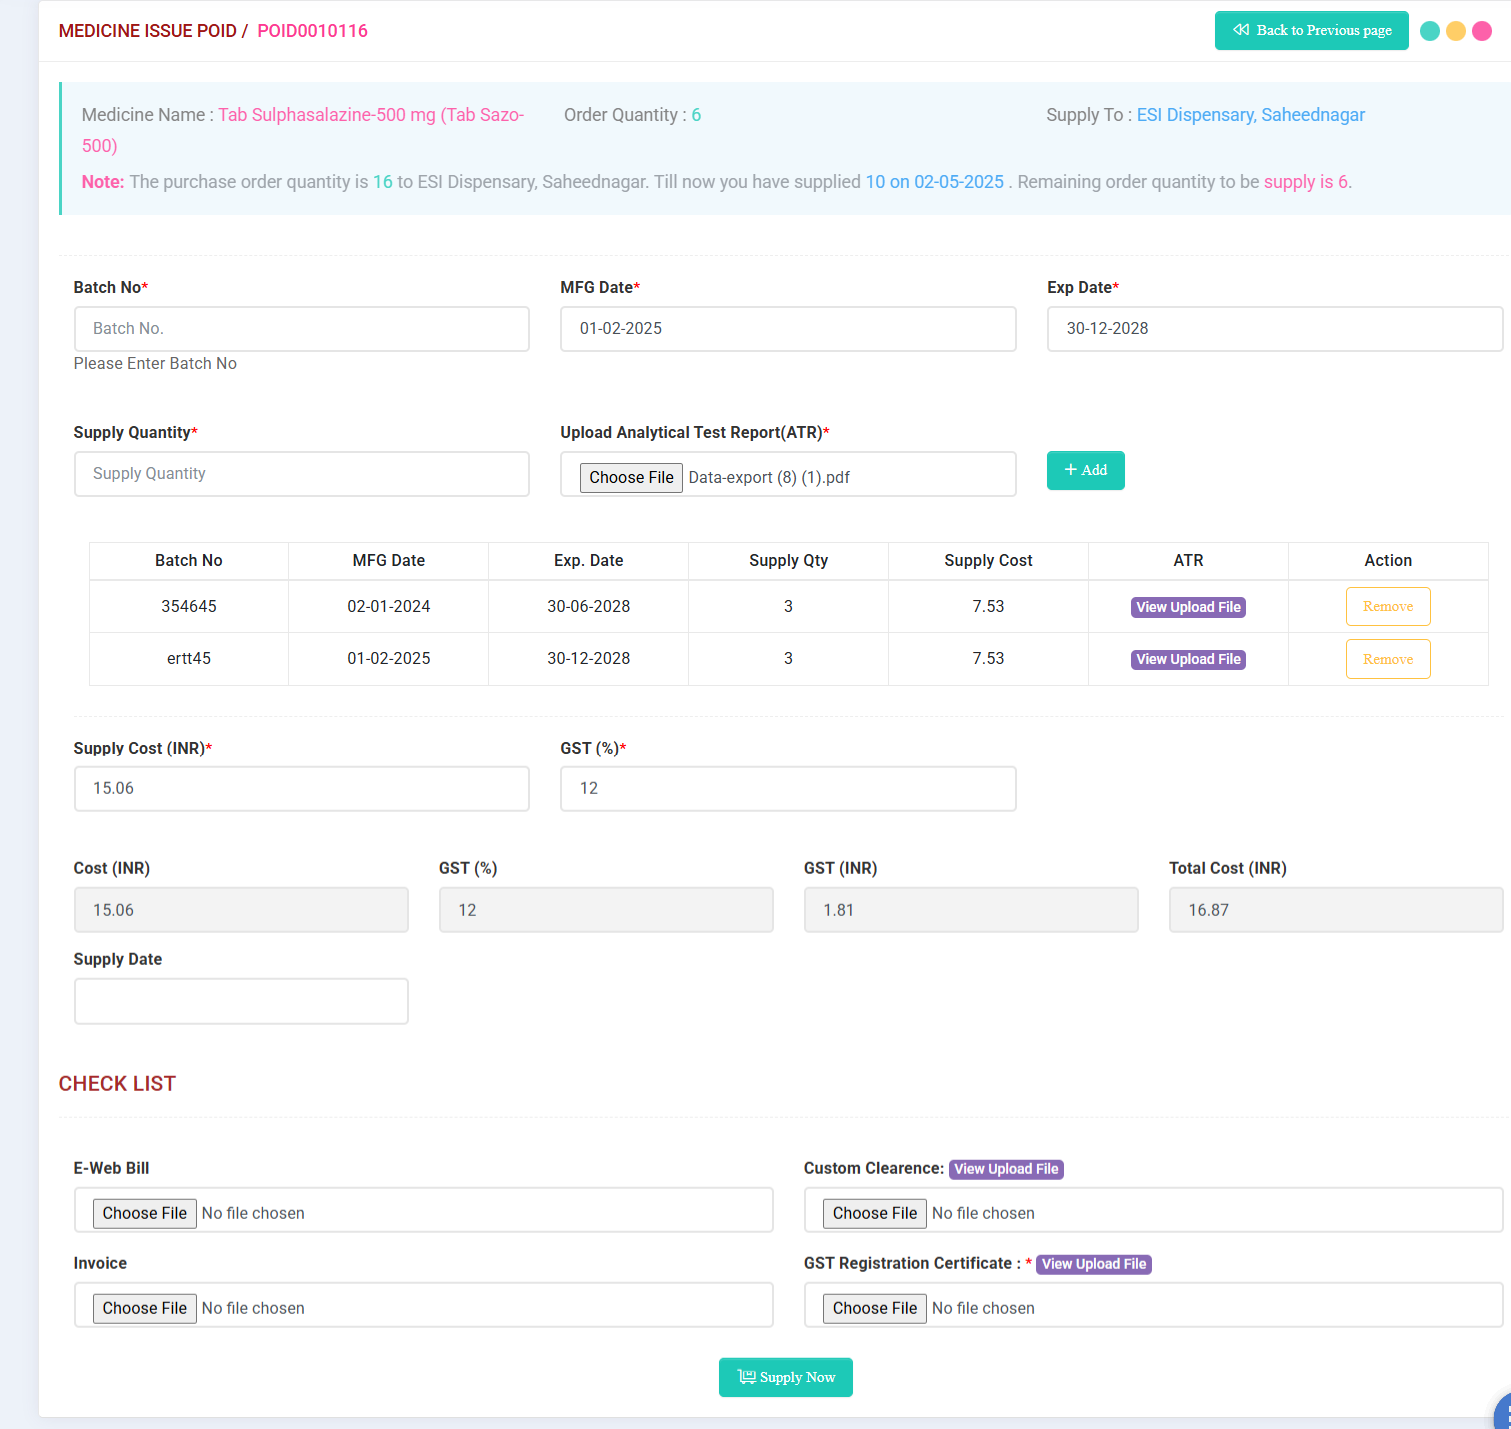 MEDICINE ISSUE POID / POID0010116
Back to Previous page
Medicine Name : Tab Sulphasalazine-500 mg (Tab Sazo-
500)
Order Quantity : 6
Supply To : ESI Dispensary, Saheednagar
Note: The purchase order quantity is 16 to ESI Dispensary, Saheednagar. Till now you have supplied 10 on 02-05-2025 . Remaining order quantity to be supply is 6.
Batch No* MFG Date* Exp Date*
Batch No. 01-02-2025 30-12-2028
Please Enter Batch No
Supply Quantity* Upload Analytical Test Report(ATR)*
Supply Quantity Choose File Data-export (8) (1).pdf + Add
Batch No MFG Date Exp. Date Supply Qty Supply Cost ATR Action
354645 02-01-2024 30-06-2028 3 7.53 View Upload File Remove
ertt45 01-02-2025 30-12-2028 3 7.53 View Upload File Remove
Supply Cost (INR)* GST (%)*
15.06 12
Cost (INR) GST (%) GST (INR) Total Cost (INR)
15.06 12 1.81 16.87
Supply Date
CHECK LIST
E-Web Bill Custom Clearence: View Upload File
Choose File No file chosen Choose File No file chosen
Invoice GST Registration Certificate : * View Upload File
Choose File No file chosen Choose File No file chosen
Supply Now